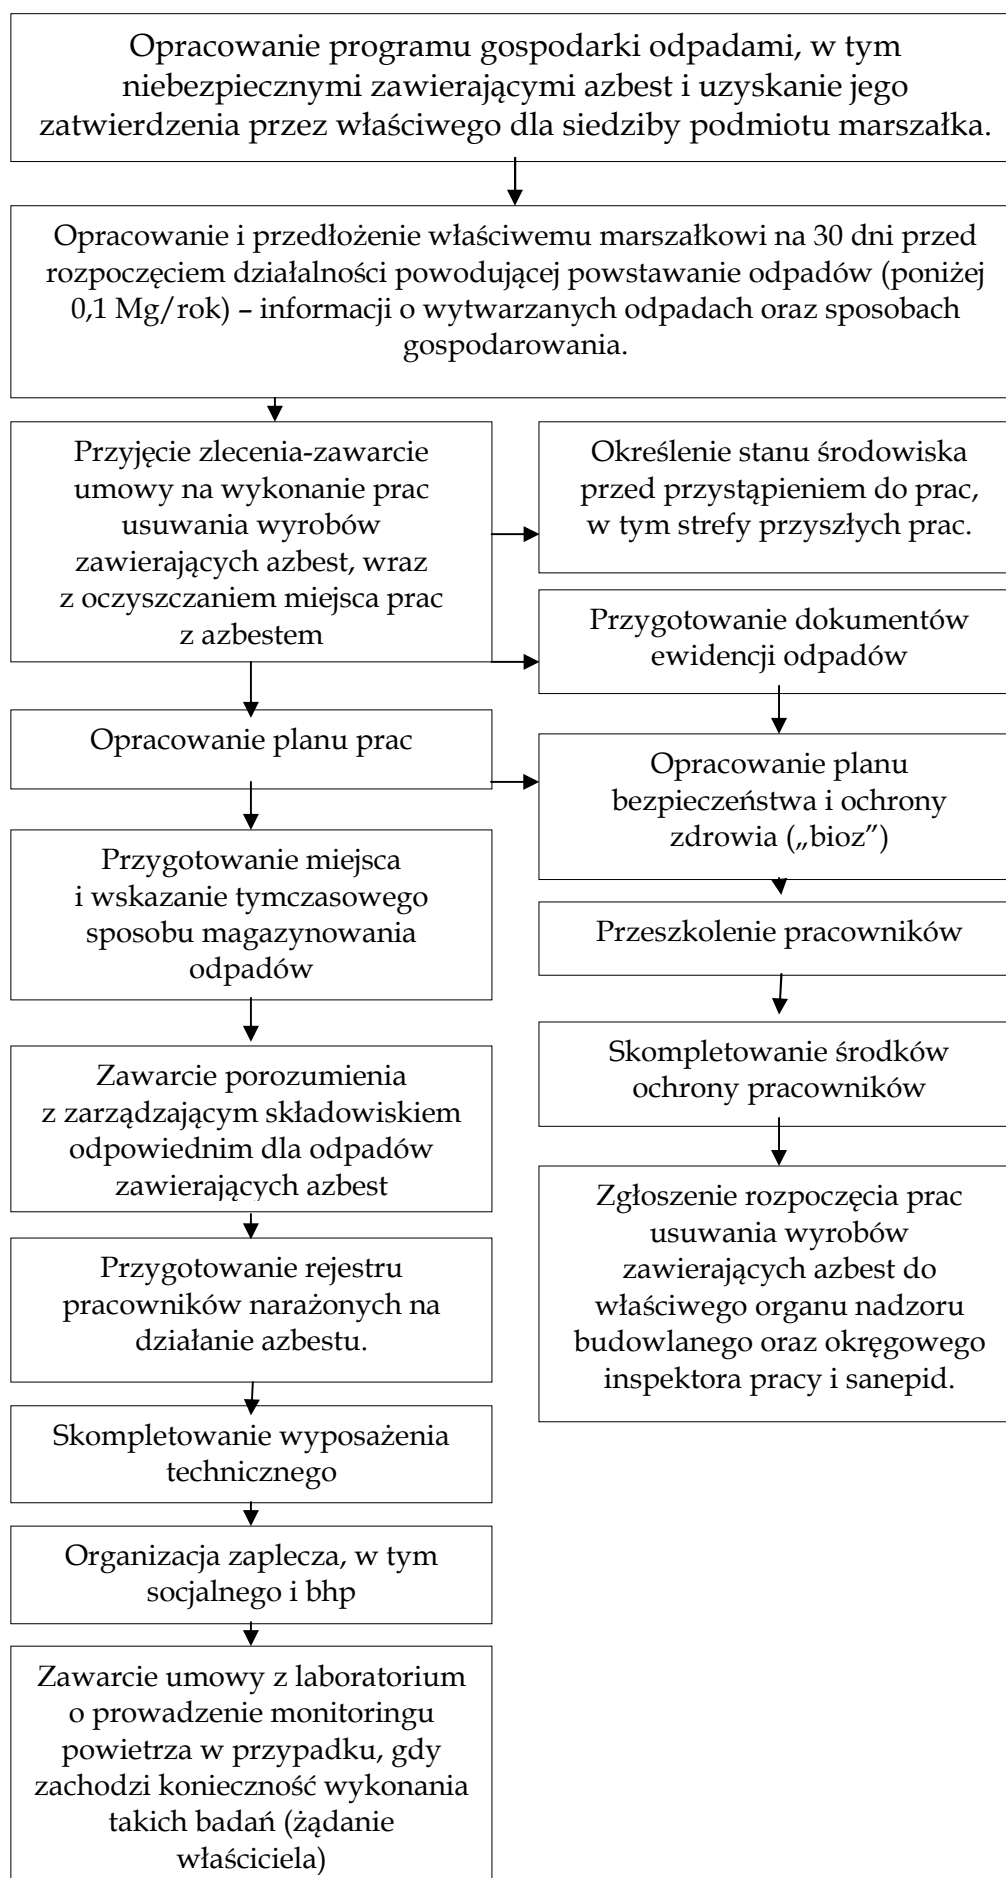 Opracowanie programu gospodarki odpadami, w tym
niebezpiecznymi zawierającymi azbest i uzyskanie jego
zatwierdzenia przez właściwego dla siedziby podmiotu marszałka.
Opracowanie i przedłożenie właściwemu marszałkowi na 30 dni przed
rozpoczęciem działalności powodującej powstawanie odpadów (poniżej
0,1 Mg/rok) – informacji o wytwarzanych odpadach oraz sposobach
gospodarowania.
Przyjęcie zlecenia-zawarcie
umowy na wykonanie prac
usuwania wyrobów
zawierających azbest, wraz
z oczyszczaniem miejsca prac
z azbestem
Określenie stanu środowiska
przed przystąpieniem do prac,
w tym strefy przyszłych prac.
Przygotowanie dokumentów
ewidencji odpadów
Opracowanie planu prac
Opracowanie planu
bezpieczeństwa i ochrony
zdrowia („bioz”)
Przygotowanie miejsca
i wskazanie tymczasowego
sposobu magazynowania
odpadów
Przeszkolenie pracowników
Skompletowanie środków
ochrony pracowników
Zawarcie porozumienia
z zarządzającym składowiskiem
odpowiednim dla odpadów
zawierających azbest
Zgłoszenie rozpoczęcia prac
usuwania wyrobów
zawierających azbest do
właściwego organu nadzoru
budowlanego oraz okręgowego
inspektora pracy i sanepid.
Przygotowanie rejestru
pracowników narażonych na
działanie azbestu.
Skompletowanie wyposażenia
technicznego
Organizacja zaplecza, w tym
socjalnego i bhp
Zawarcie umowy z laboratorium
o prowadzenie monitoringu
powietrza w przypadku, gdy
zachodzi konieczność wykonania
takich badań (żądanie
właściciela)